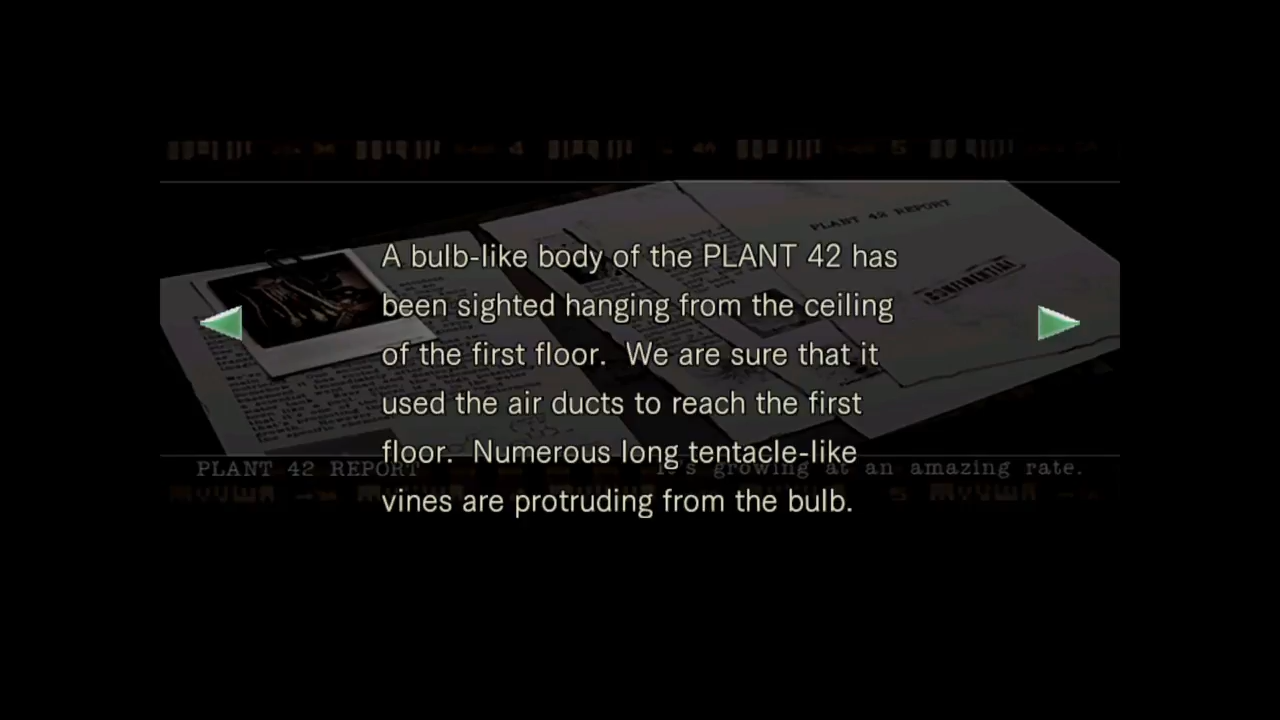 PLANT 42 REPORT
CONFIDENTIAL
A bulb-like body of the PLANT 42 has
been sighted hanging from the ceiling
of the first floor.  We are sure that it
used the air ducts to reach the first
floor.  Numerous long tentacle-like
vines are protruding from the bulb.
PLANT 42 REPORT
It's growing at an amazing rate.